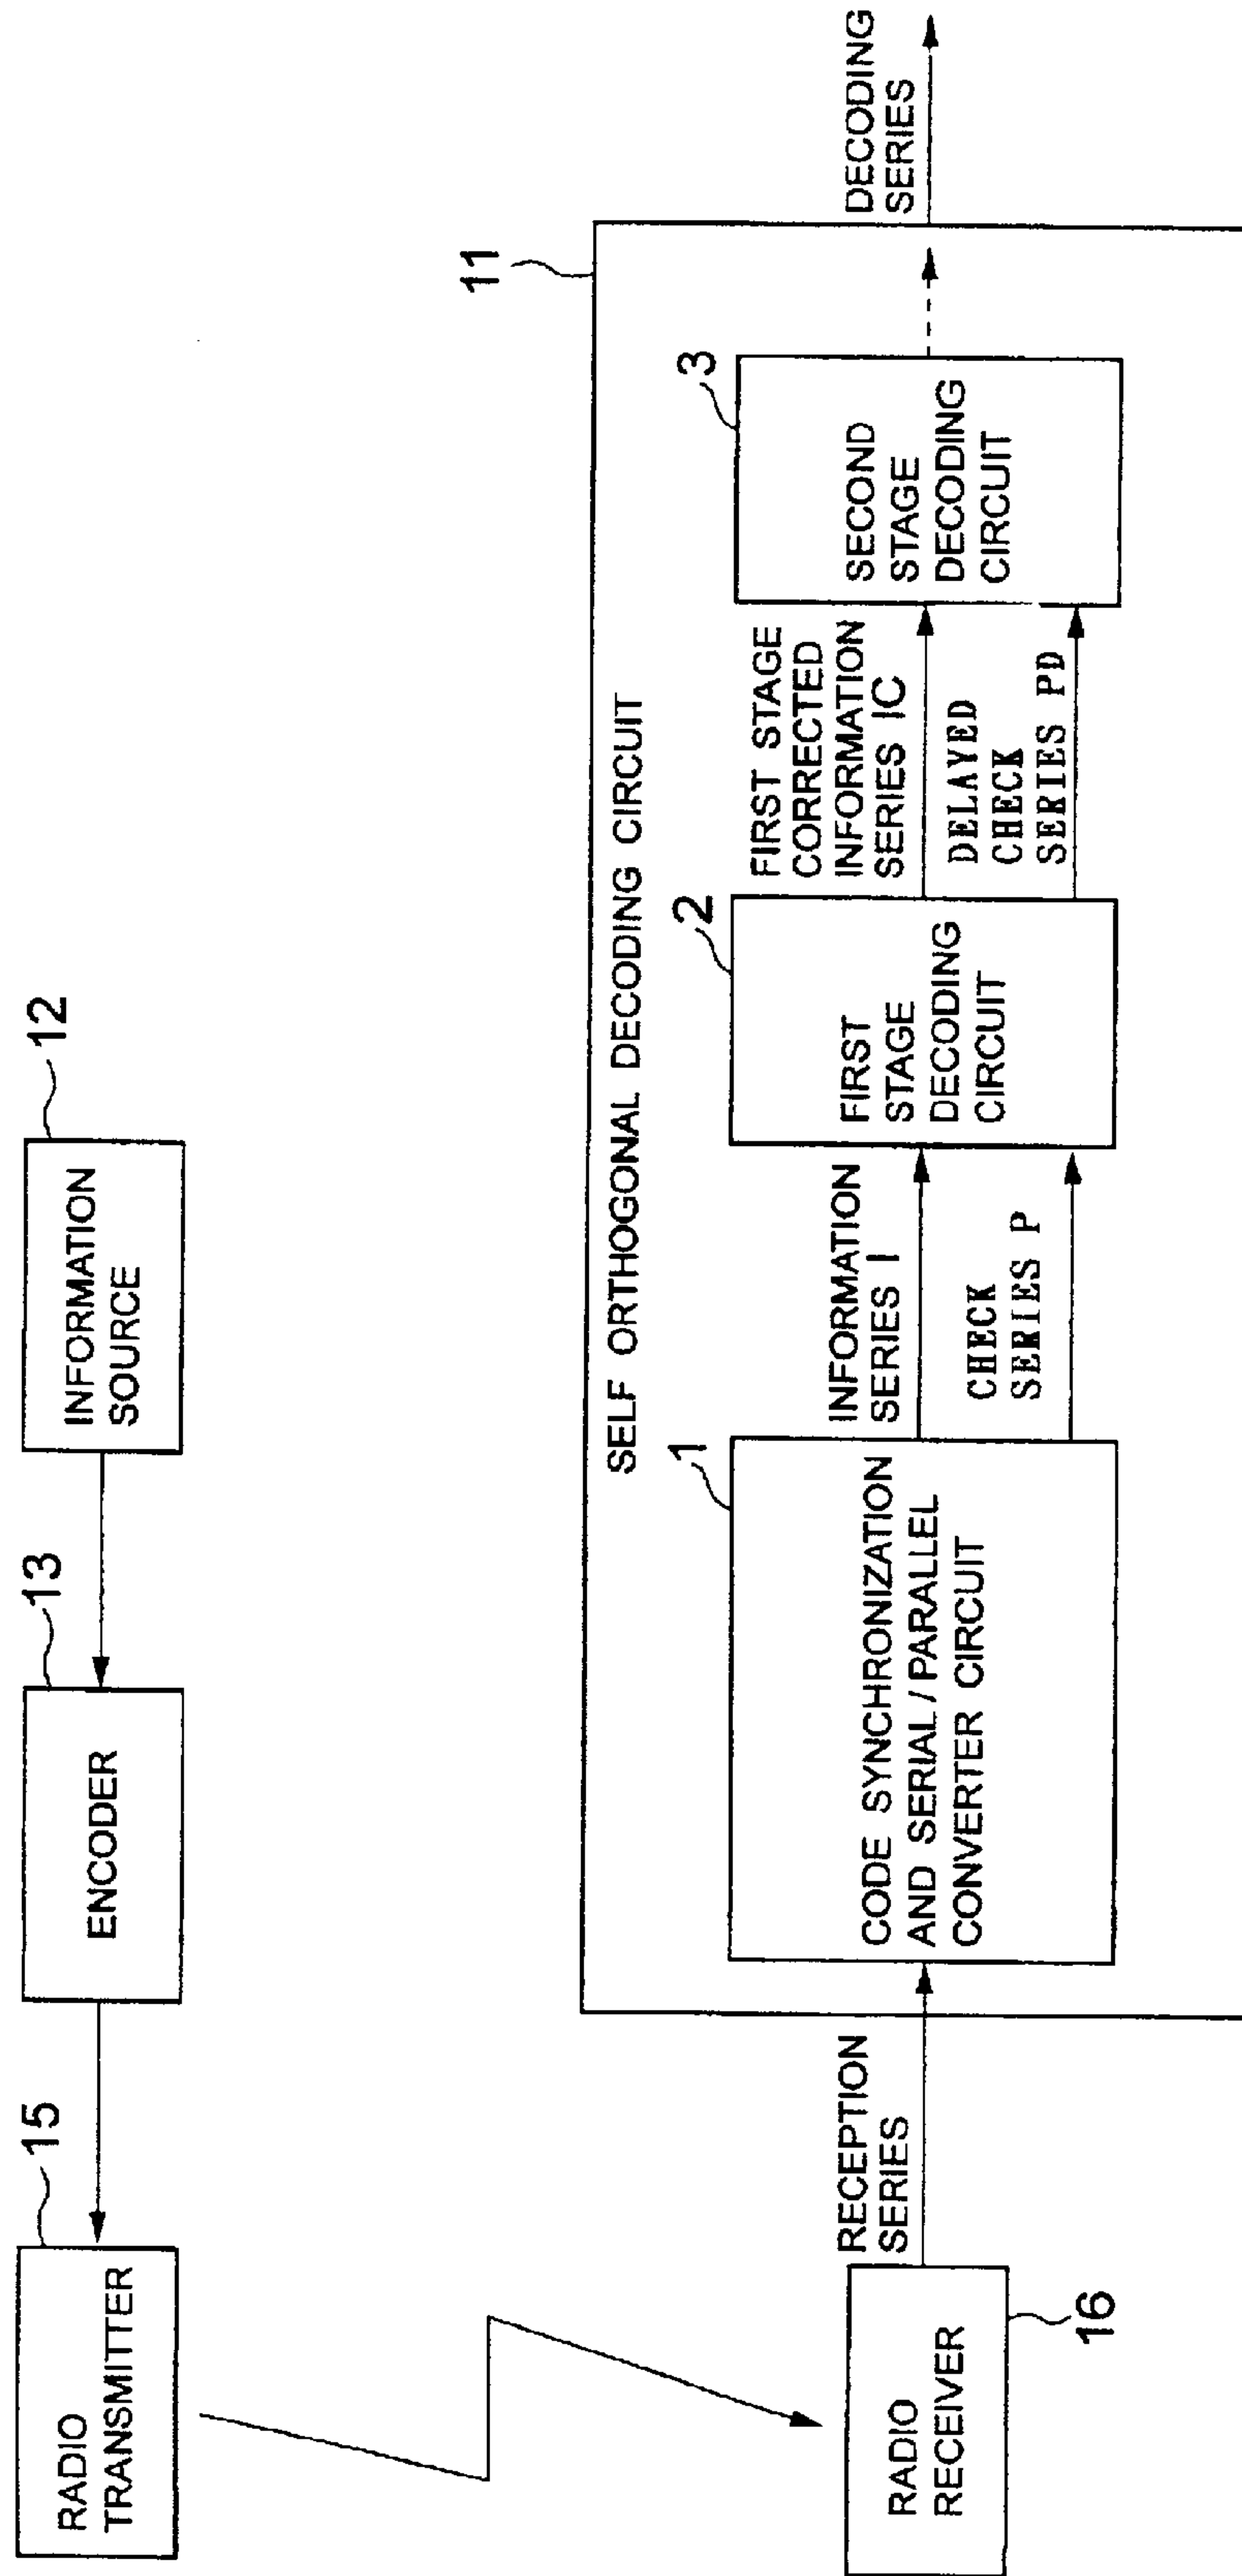 15
RADIO
TRANSMITTER
13
ENCODER
12
INFORMATION
SOURCE
RADIO
RECEIVER
16
RECEPTION
SERIES
SELF ORTHOGONAL DECODING CIRCUIT
11
1
CODE SYNCHRONIZATION
AND SERIAL/PARALLEL
CONVERTER CIRCUIT
INFORMATION
SERIES I
CHECK
SERIES P
2
FIRST
STAGE
DECODING
CIRCUIT
FIRST STAGE
CORRECTED
INFORMATION
SERIES IC
DELAYED
CHECK
SERIES PD
3
SECOND
STAGE
DECODING
CIRCUIT
DECODING
SERIES